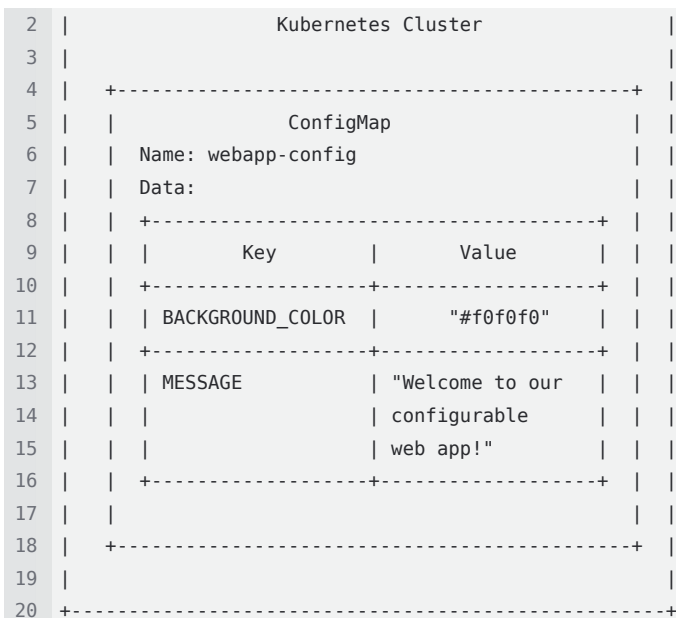 2 |                  Kubernetes Cluster                |
3 |                                                    |
4 |   +---------------------------------------------+  |
5 |   |               ConfigMap                     |  |
6 |   |  Name: webapp-config                        |  |
7 |   |  Data:                                      |  |
8 |   |  +---------------------------------------+  |  |
9 |   |  |        Key        |       Value       |  |  |
10 |   |  +-------------------+-------------------+  |  |
11 |   |  | BACKGROUND_COLOR  |      "#f0f0f0"    |  |  |
12 |   |  +-------------------+-------------------+  |  |
13 |   |  | MESSAGE           | "Welcome to our   |  |  |
14 |   |  |                   | configurable      |  |  |
15 |   |  |                   | web app!"         |  |  |
16 |   |  +-------------------+-------------------+  |  |
17 |   |                                             |  |
18 |   +---------------------------------------------+  |
19 |                                                    |
20 +----------------------------------------------------+